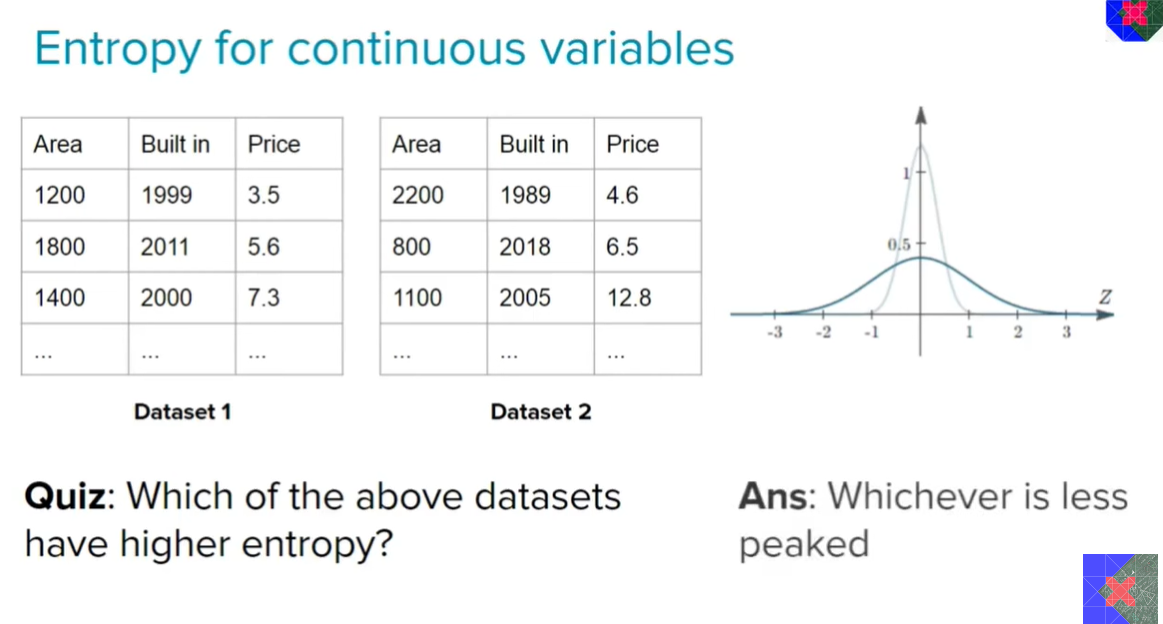 Entropy for continuous variables
Area Built in Price
1200 1999 3.5
1800 2011 5.6
1400 2000 7.3
... ... ...
Dataset 1
Area Built in Price
2200 1989 4.6
800 2018 6.5
1100 2005 12.8
... ... ...
Dataset 2
1
0.5
Z
-3 -2 -1 1 2 3
Quiz: Which of the above datasets
have higher entropy?
Ans: Whichever is less
peaked